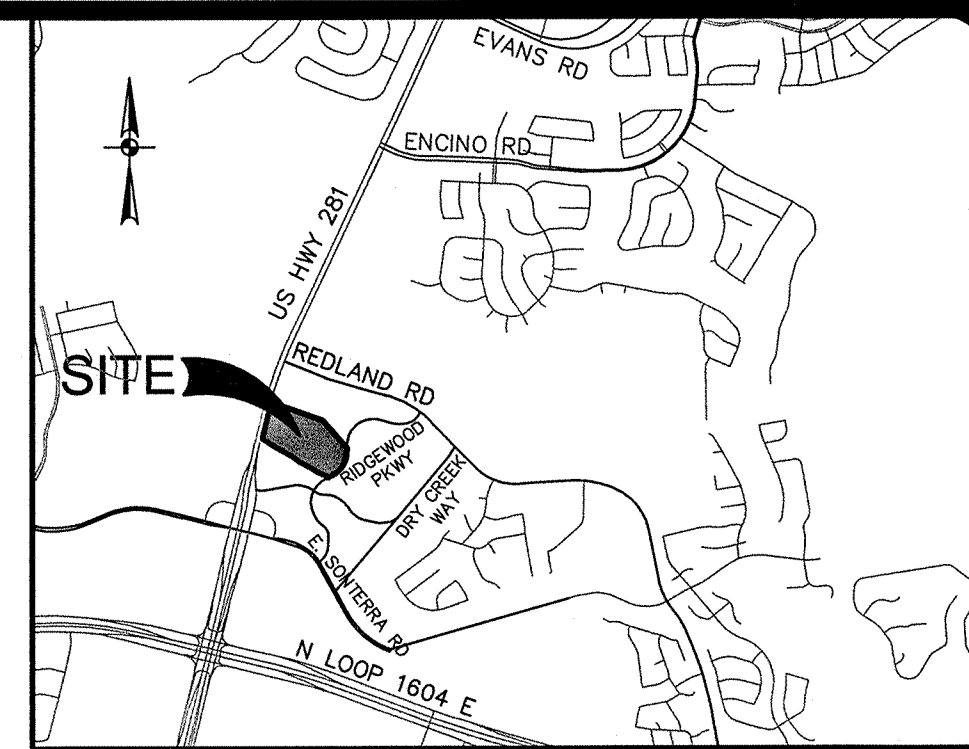 EVANS RD
ENCINO RD
US HWY 281
REDLAND RD
SITE
RIDGEWOOD
PKWY
DRY CREEK
WAY
E. SONTERRA RD
N LOOP 1604 E